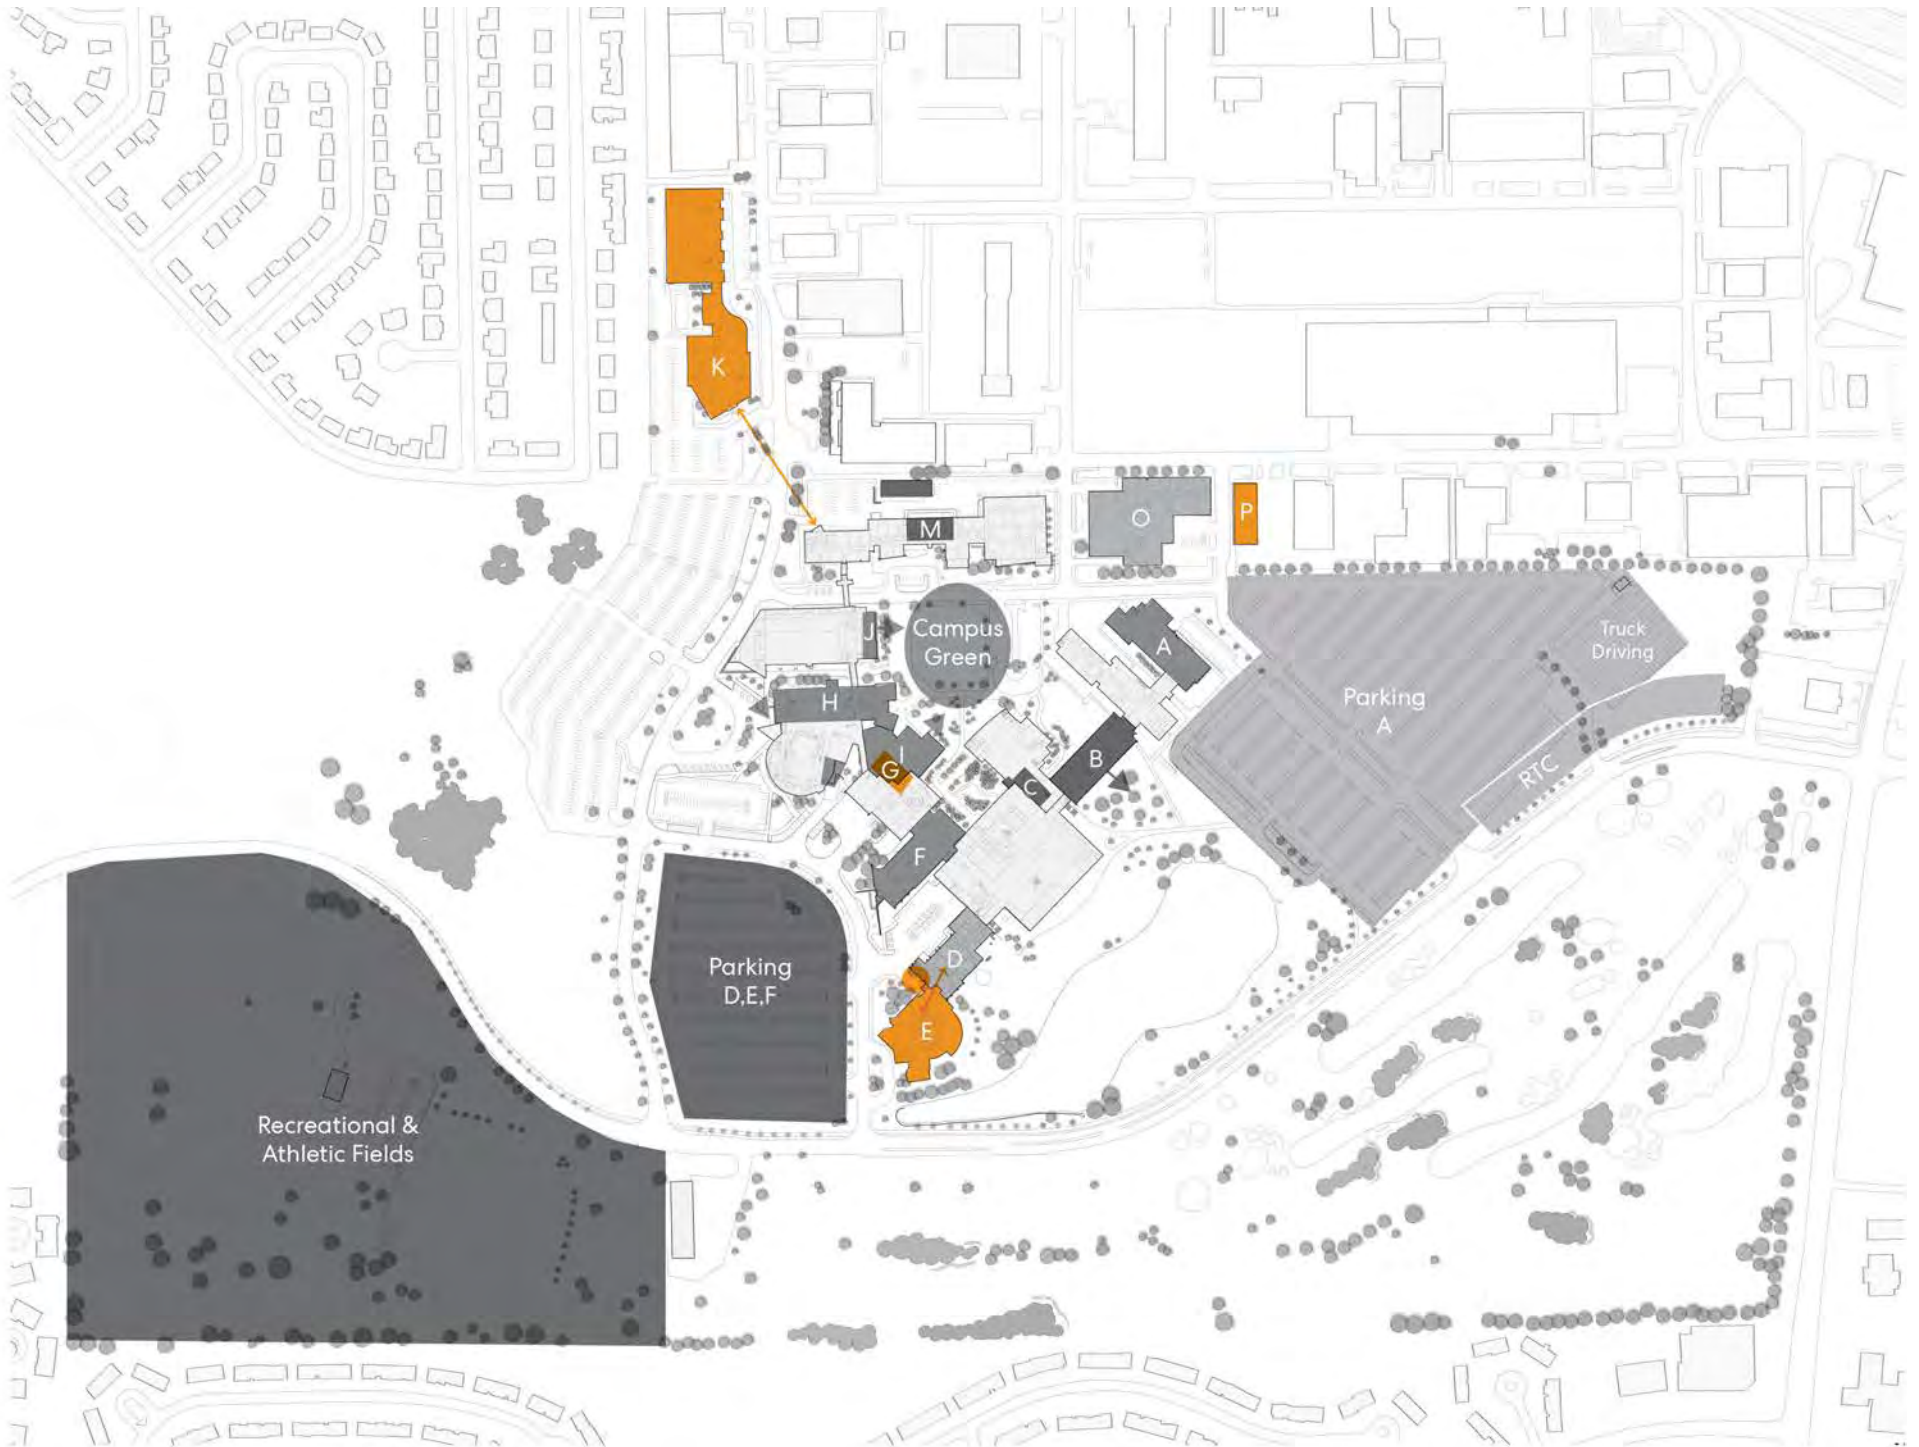 K
M
O
P
J
Campus
Green
A
Truck
Driving
H
Parking
A
I
G
B
C
RTC
F
D
Parking
D,E,F
E
Recreational &
Athletic Fields